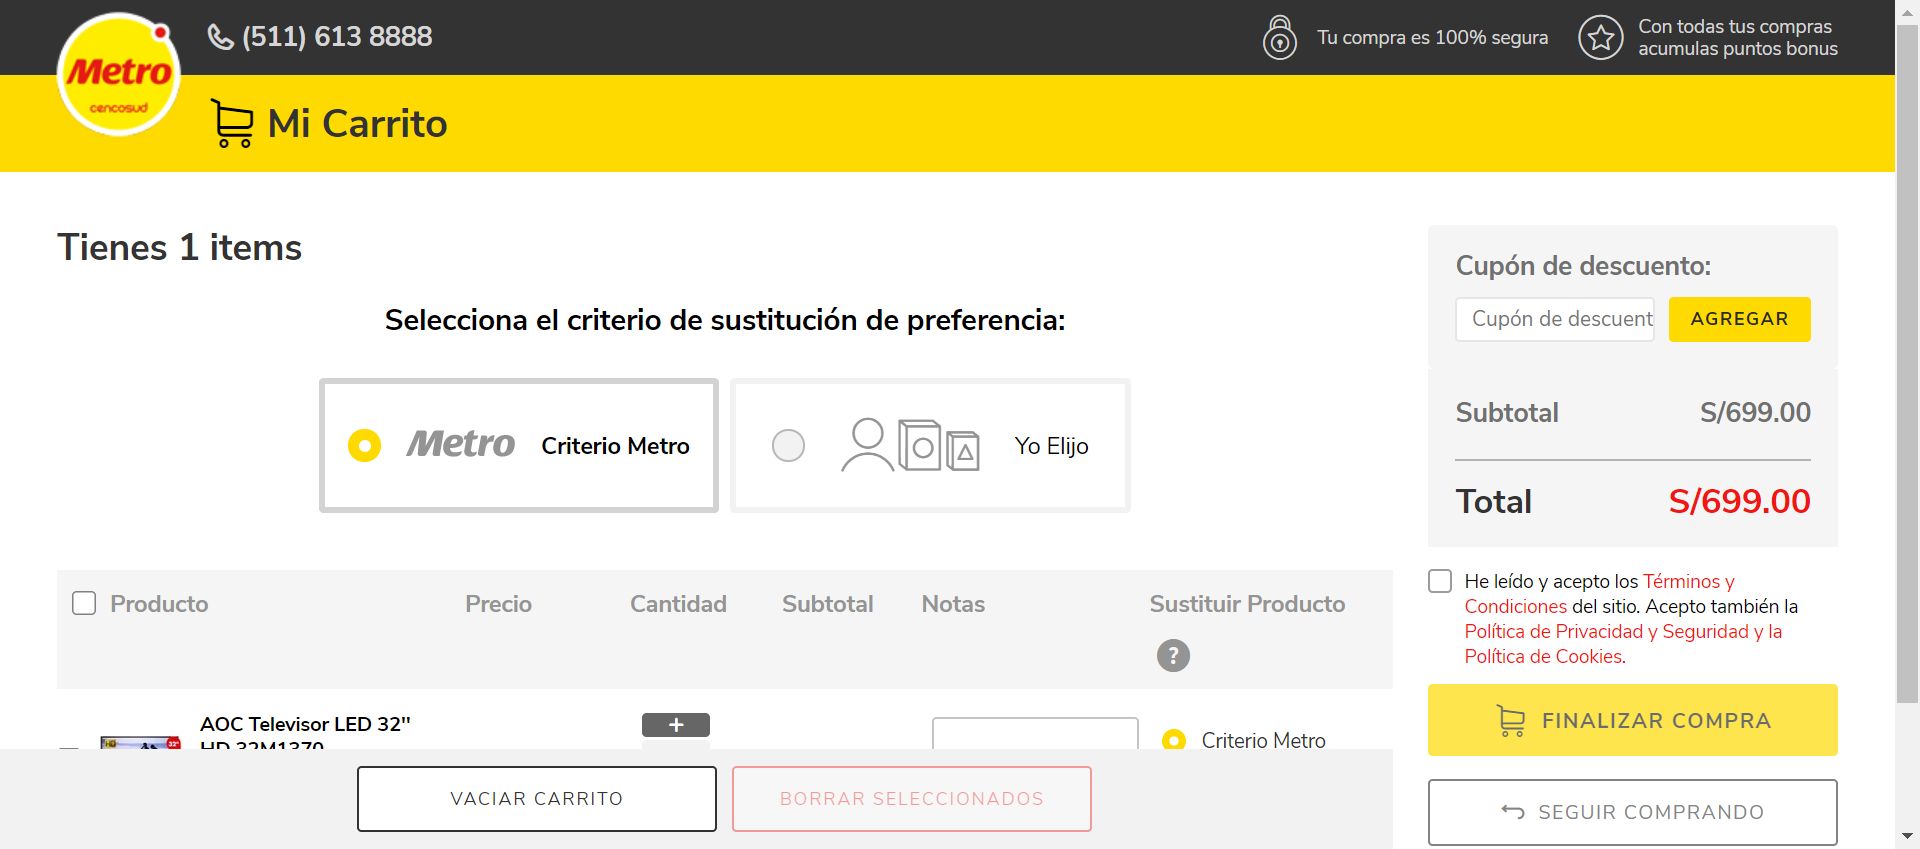 Metro
cencosud
(511) 613 8888
Tu compra es 100% segura
Con todas tus compras
acumulas puntos bonus
Mi Carrito
Tienes 1 items
Selecciona el criterio de sustitución de preferencia:
Metro Criterio Metro
Yo Elijo
Producto Precio Cantidad Subtotal Notas Sustituir Producto
?
AOC Televisor LED 32"
HD 32M1370
HD
32"
+
Criterio Metro
VACIAR CARRITO
BORRAR SELECCIONADOS
Cupón de descuento:
Cupón de descuent
AGREGAR
Subtotal S/699.00
Total S/699.00
He leído y acepto los Términos y
Condiciones del sitio. Acepto también la
Política de Privacidad y Seguridad y la
Política de Cookies.
FINALIZAR COMPRA
SEGUIR COMPRANDO